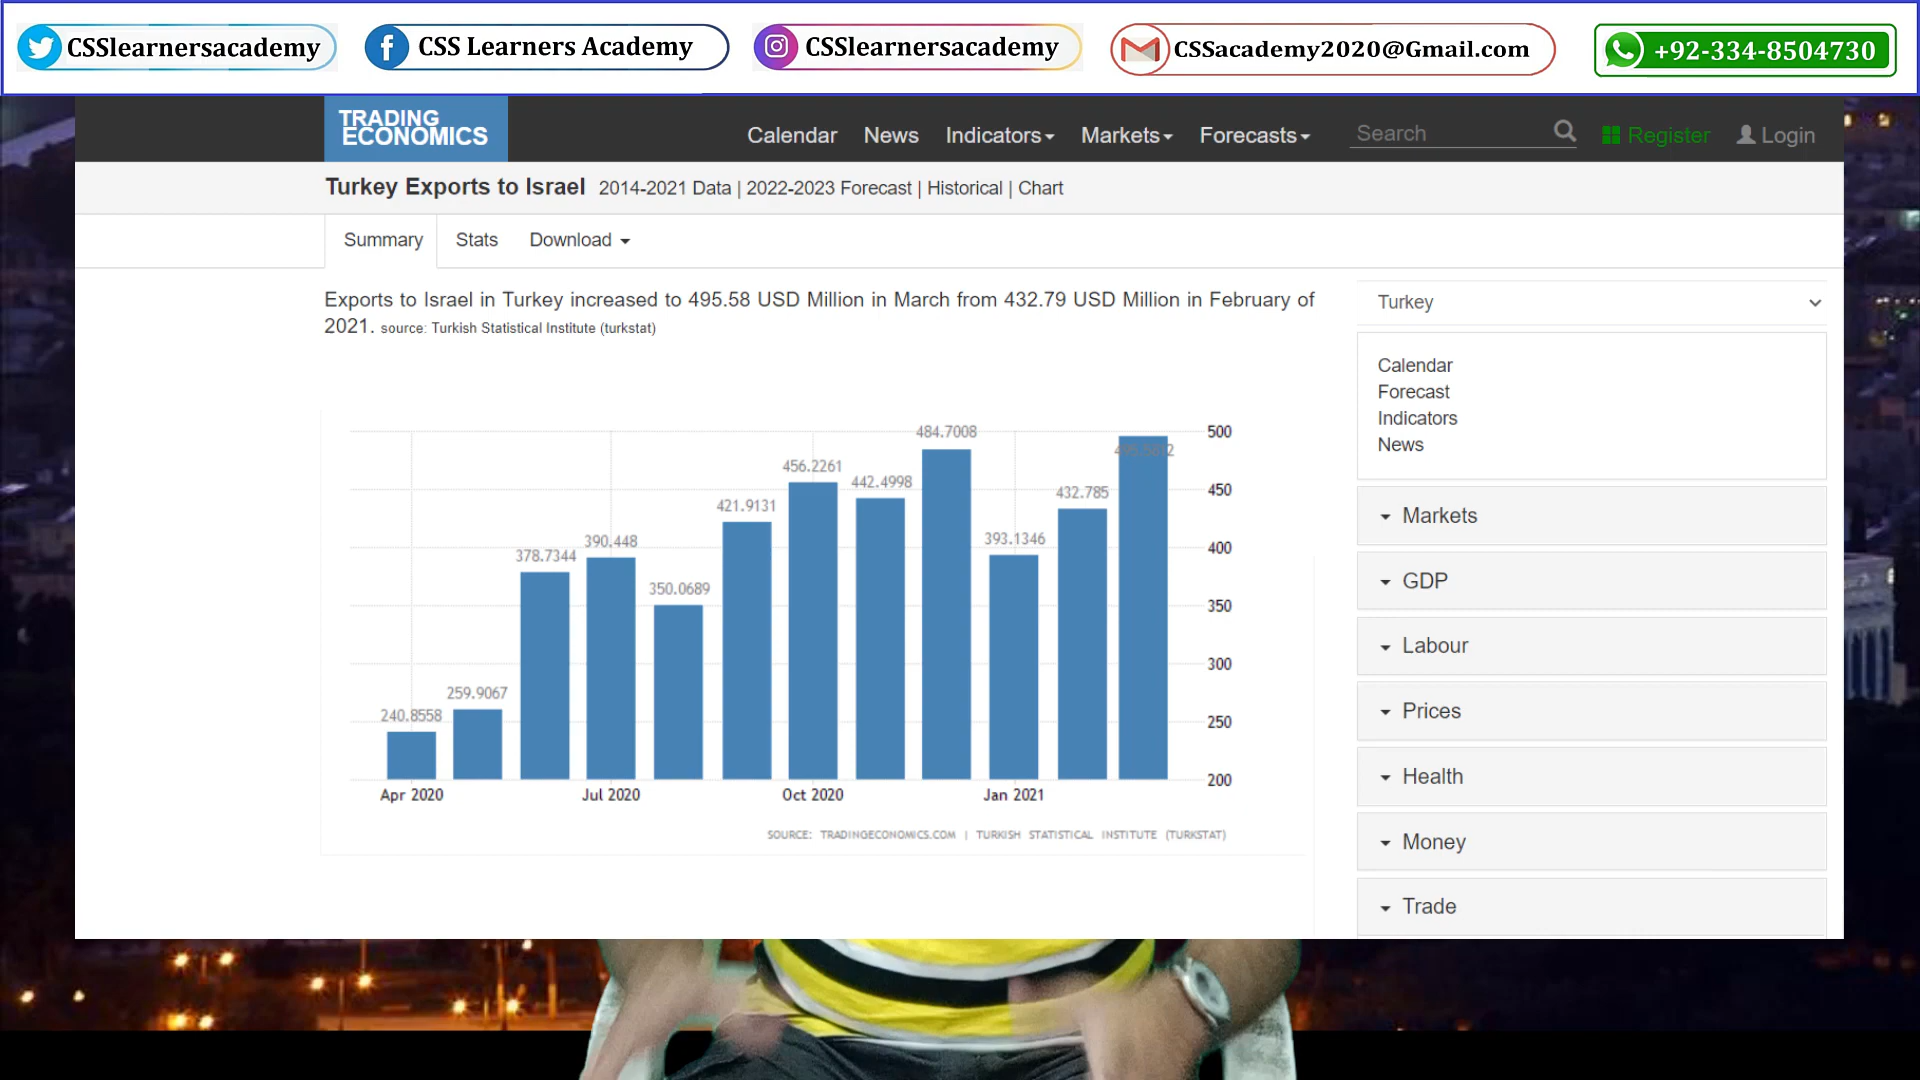 CSSlearnersacademy
CSS Learners Academy
CSSlearnersacademy
CSSacademy2020@Gmail.com
+92-334-8504730
TRADING
ECONOMICS
Calendar News Indicators Markets Forecasts Search Register Login
Turkey Exports to Israel 2014-2021 Data | 2022-2023 Forecast | Historical | Chart
Summary Stats Download
Exports to Israel in Turkey increased to 495.58 USD Million in March from 432.79 USD Million in February of
2021. source: Turkish Statistical Institute (turkstat)
240.8558
259.9067
378.7344
390.448
350.0689
421.9131
456.2261
442.4998
484.7008
393.1346
432.785
500
450
400
350
300
250
200
Apr 2020 Jul 2020 Oct 2020 Jan 2021
SOURCE: TRADINGECONOMICS.COM | TURKISH STATISTICAL INSTITUTE (TURKSTAT)
Turkey
Calendar
Forecast
Indicators
News
Markets
GDP
Labour
Prices
Health
Money
Trade